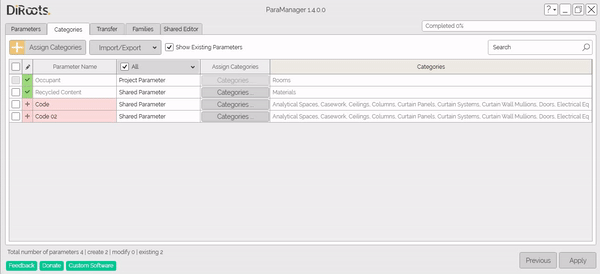 DiRoots.
ParaManager 1.4.0.0
?
Completed:0%
Parameters Categories Transfer Families Shared Editor
Assign Categories Import/Export Show Existing Parameters Search
Parameter Name All Assign Categories Categories
Occupant Project Parameter Categories... Rooms
Recycled Content Shared Parameter Categories... Materials
Code Shared Parameter Categories... Analytical Spaces, Casework, Ceilings, Columns, Curtain Panels, Curtain Systems, Curtain Wall Mullions, Doors, Electrical Eq
Code 02 Shared Parameter Categories... Analytical Spaces, Casework, Ceilings, Columns, Curtain Panels, Curtain Systems, Curtain Wall Mullions, Doors, Electrical Eq
Total number of parameters 4 | create 2 | modify 0 | existing 2
Feedback Donate Custom Software
Previous Apply